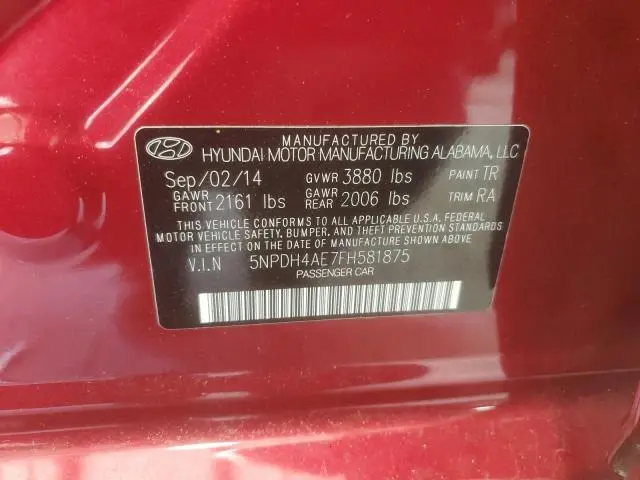 MANUFACTURED BY
HYUNDAI MOTOR MANUFACTURING ALABAMA, LLC
Sep/02/14 GVWR 3880 lbs PAINT TR
GAWR FRONT 2161 lbs GAWR REAR 2006 lbs TRIM RA
THIS VEHICLE CONFORMS TO ALL APPLICABLE U.S.A. FEDERAL
MOTOR VEHICLE SAFETY, BUMPER, AND THEFT PREVENTION
STANDARDS IN EFFECT ON THE DATE OF MANUFACTURE SHOWN ABOVE.
V.I.N 5NPDH4AE7FH581875
PASSENGER CAR